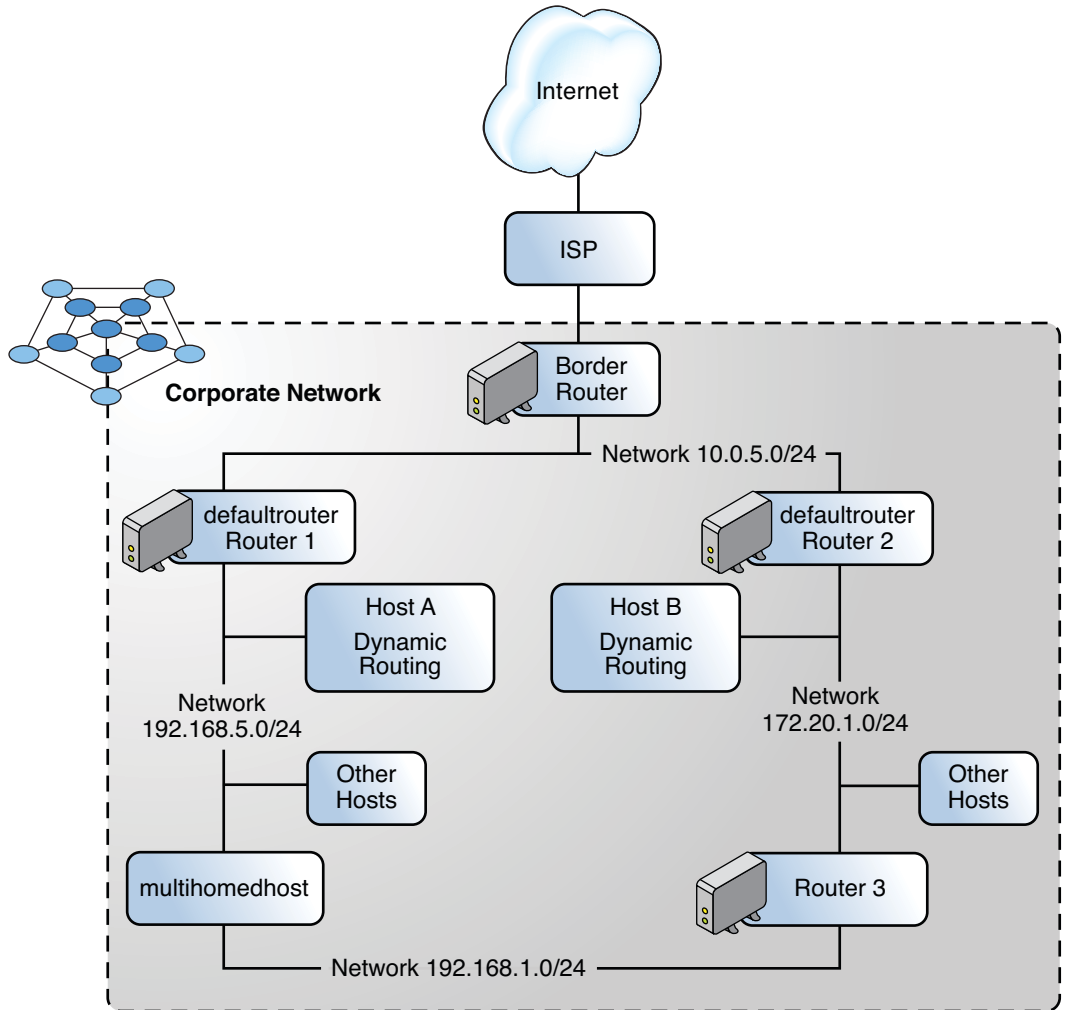 Internet
ISP
Border
Router
Corporate Network
Network 10.0.5.0/24
defaultrouter
Router 1
defaultrouter
Router 2
Host A
Dynamic
Routing
Host B
Dynamic
Routing
Network
192.168.5.0/24
Network
172.20.1.0/24
Other
Hosts
Other
Hosts
multihomedhost
Router 3
Network 192.168.1.0/24